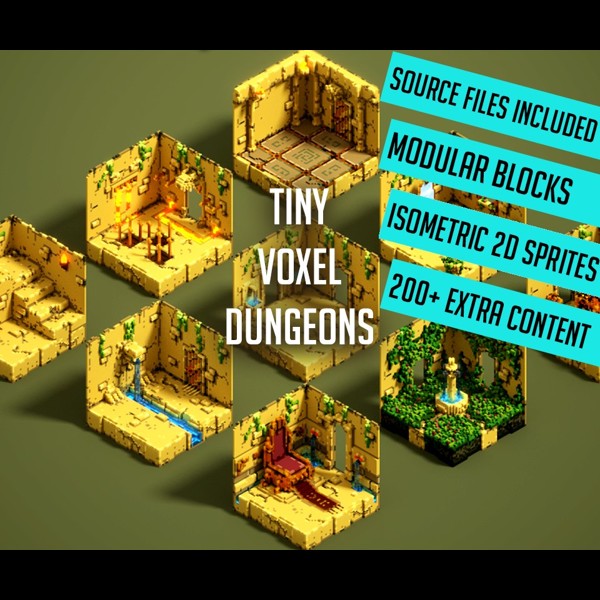 TINY
VOXEL
DUNGEONS
SOURCE FILES INCLUDED
MODULAR BLOCKS
ISOMETRIC 2D SPRITES
200+ EXTRA CONTENT